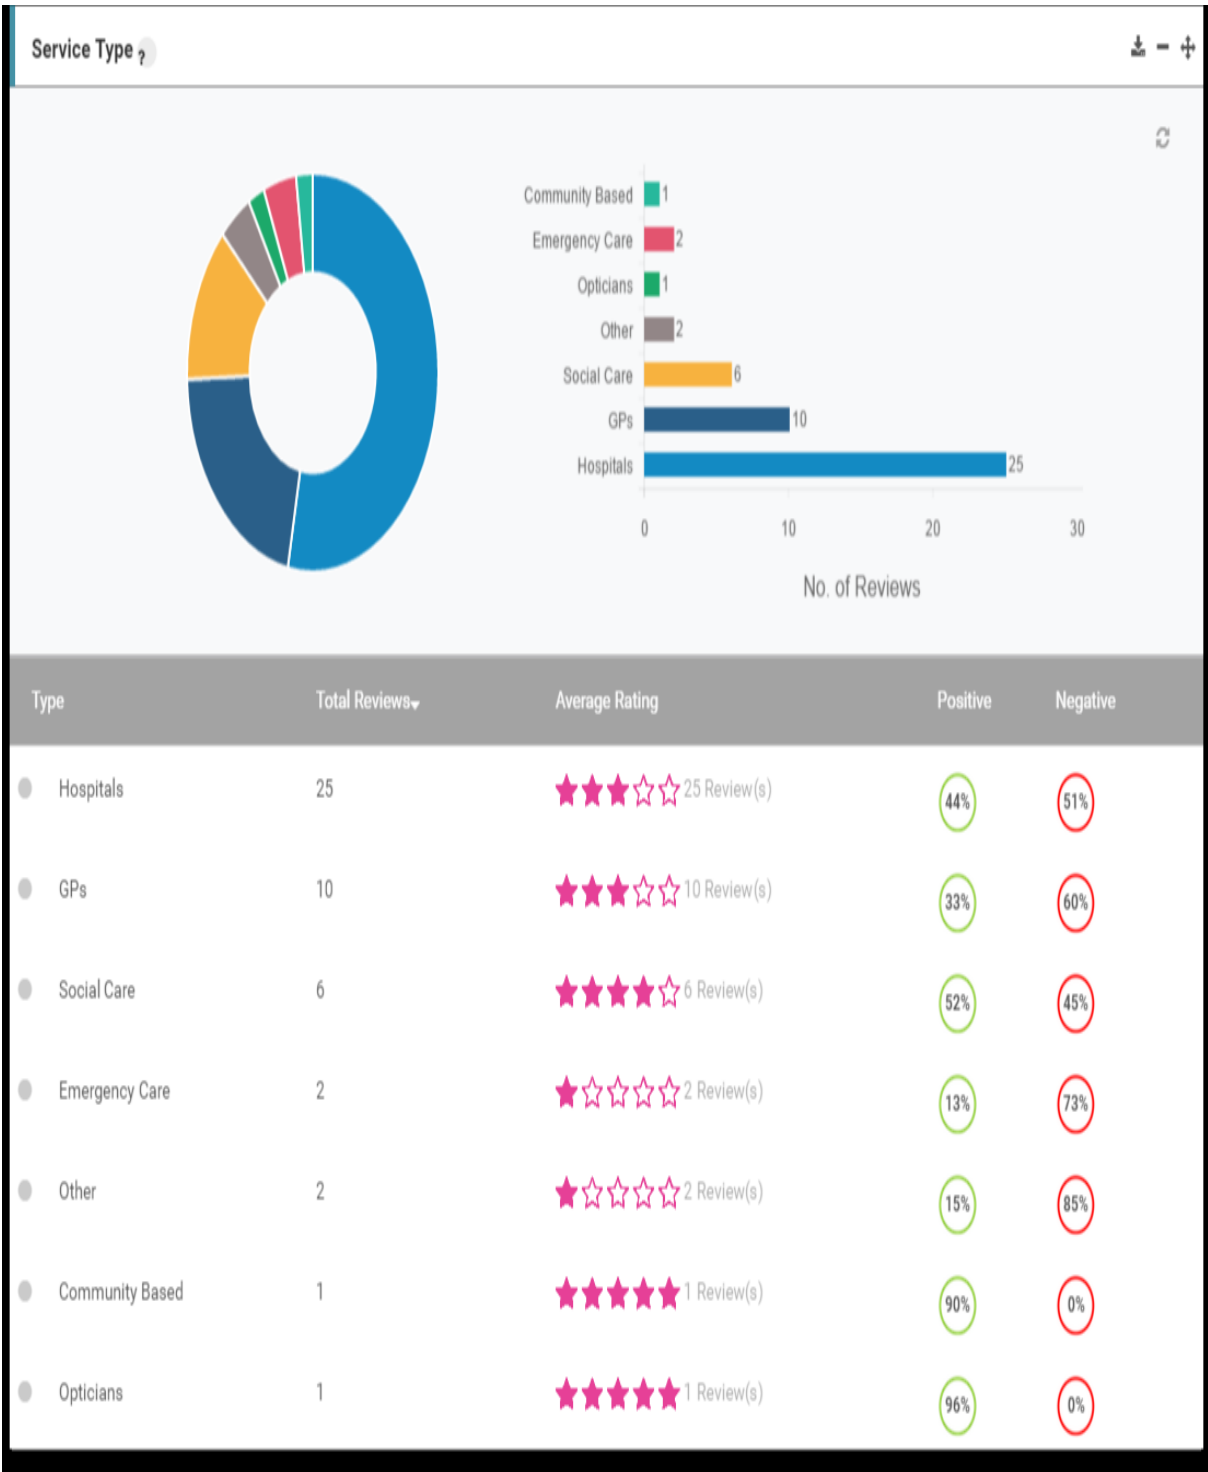 Service Type ?
Community Based 1
Emergency Care 2
Opticians 1
Other 2
Social Care 6
GPs 10
Hospitals 25
0 10 20 30
No. of Reviews
Type Total Reviews Average Rating Positive Negative
Hospitals 25 25 Review(s) 44% 51%
GPs 10 10 Review(s) 33% 60%
Social Care 6 6 Review(s) 52% 45%
Emergency Care 2 2 Review(s) 13% 73%
Other 2 2 Review(s) 15% 85%
Community Based 1 1 Review(s) 90% 0%
Opticians 1 1 Review(s) 96% 0%